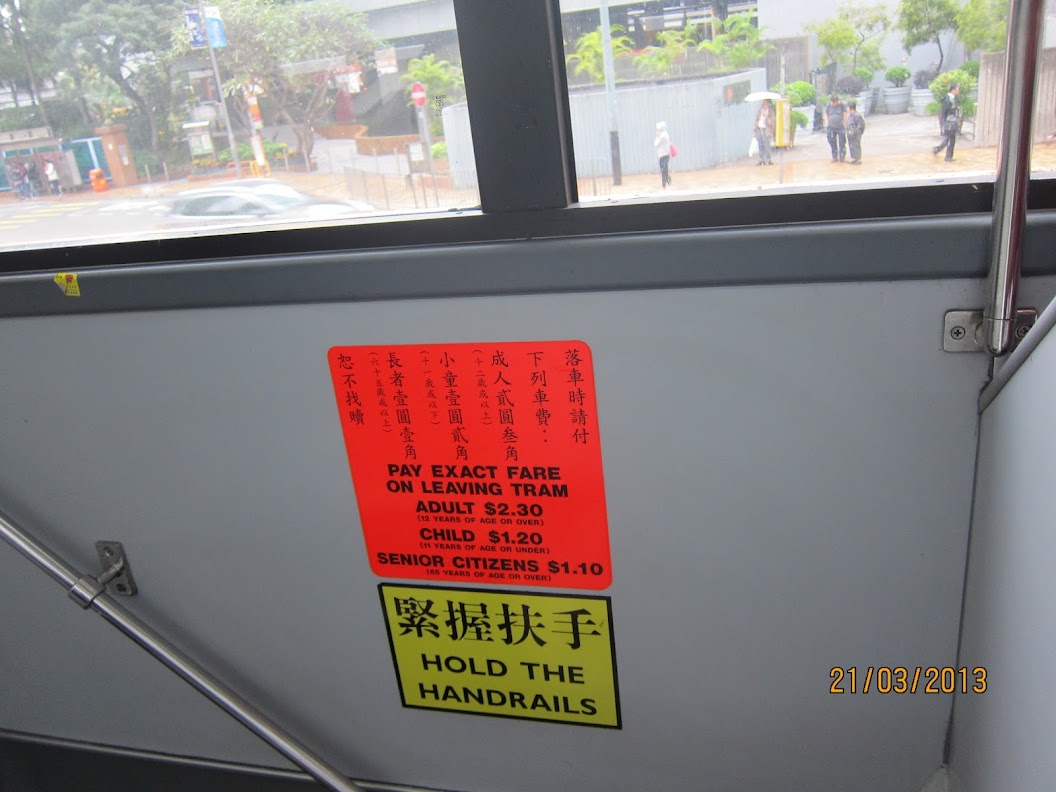 落車時請付
下列車費：
成人貳圓叁角
(十二歲或以上)
小童壹圓貳角
(十一歲或以下)
長者壹圓壹角
(六十五歲或以上)
恕不找贖
PAY EXACT FARE
ON LEAVING TRAM
ADULT $2.30
(12 YEARS OF AGE OR OVER)
CHILD $1.20
(11 YEARS OF AGE OR UNDER)
SENIOR CITIZENS $1.10
(65 YEARS OF AGE OR OVER)
緊握扶手
HOLD THE
HANDRAILS
21/03/2013